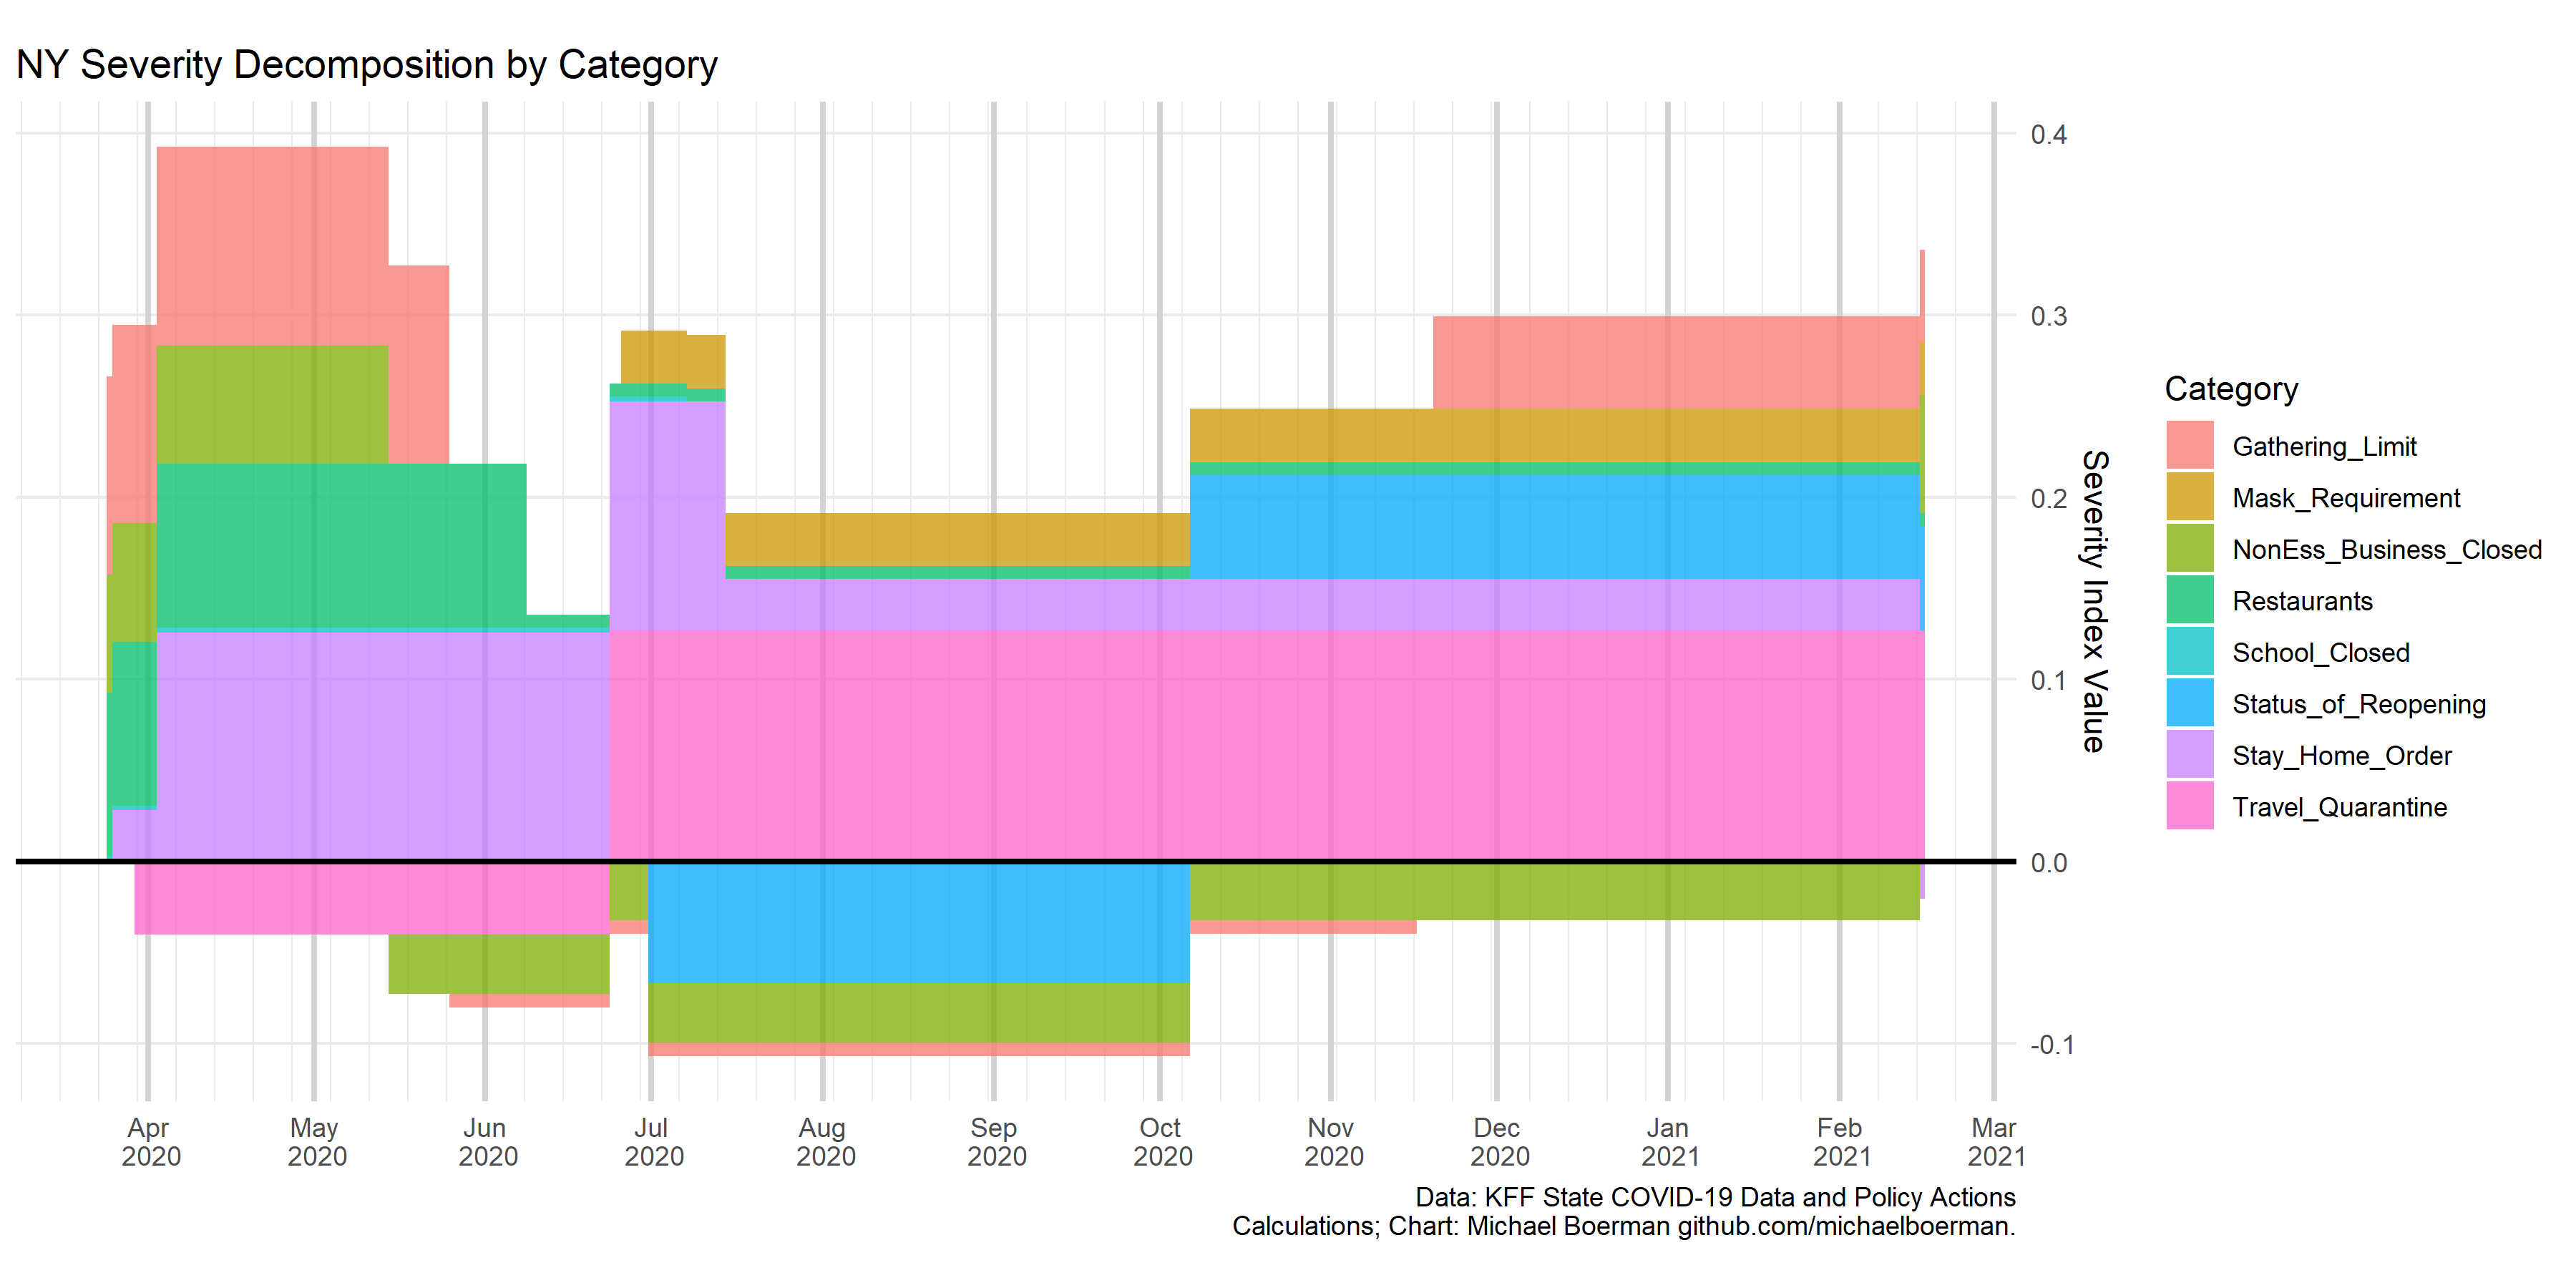 NY Severity Decomposition by Category
0.4
0.3
0.2
0.1
0.0
-0.1
Severity Index Value
Apr
2020
May
2020
Jun
2020
Jul
2020
Aug
2020
Sep
2020
Oct
2020
Nov
2020
Dec
2020
Jan
2021
Feb
2021
Mar
2021
Category
Gathering_Limit
Mask_Requirement
NonEss_Business_Closed
Restaurants
School_Closed
Status_of_Reopening
Stay_Home_Order
Travel_Quarantine
Data: KFF State COVID-19 Data and Policy Actions
Calculations; Chart: Michael Boerman github.com/michaelboerman.